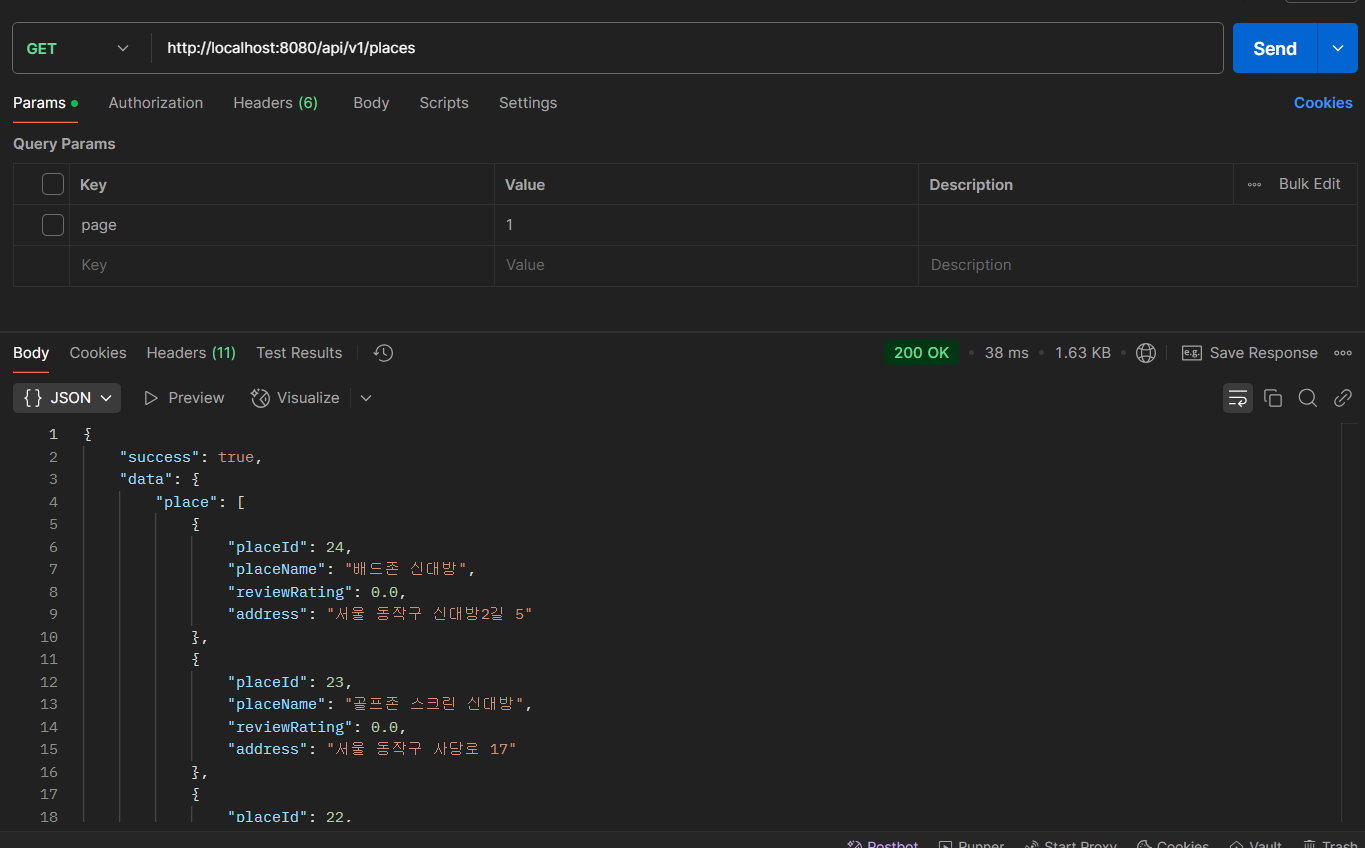 GET http://localhost:8080/api/v1/places Send
Params Authorization Headers (6) Body Scripts Settings Cookies
Query Params
Key Value Description Bulk Edit
page 1
Key Value Description
Body Cookies Headers (11) Test Results 200 OK 38 ms 1.63 KB e.g. Save Response
{} JSON Preview Visualize
1 {
2 "success": true,
3 "data": {
4 "place": [
5 {
6 "placeId": 24,
7 "placeName": "배드존 신대방",
8 "reviewRating": 0.0,
9 "address": "서울 동작구 신대방2길 5"
10 },
11 {
12 "placeId": 23,
13 "placeName": "골프존 스크린 신대방",
14 "reviewRating": 0.0,
15 "address": "서울 동작구 사당로 17"
16 },
17 {
18 "placeId": 22,
Postbot Runner Start Proxy Cookies Vault Trash